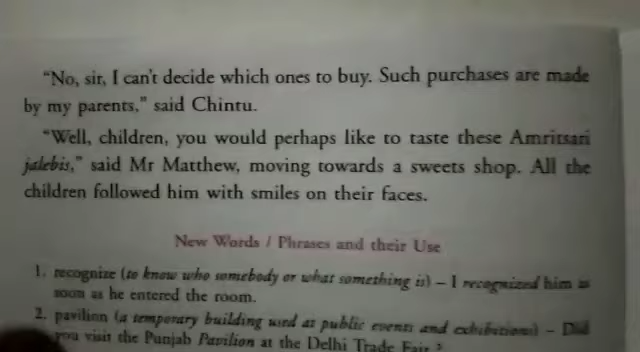 "No, sir, I can't decide which ones to buy. Such purchases are made
by my parents," said Chintu.
"Well, children, you would perhaps like to taste these Amritsari
jalebis," said Mr Matthew, moving towards a sweets shop. All the
children followed him with smiles on their faces.
New Words / Phrases and their Use
1. recognize (to know who somebody or what something is) – I recognized him as
soon as he entered the room.
2. pavilion (a temporary building used at public events and exhibitions) – Did
you visit the Punjab Pavilion at the Delhi Trade Fair ?